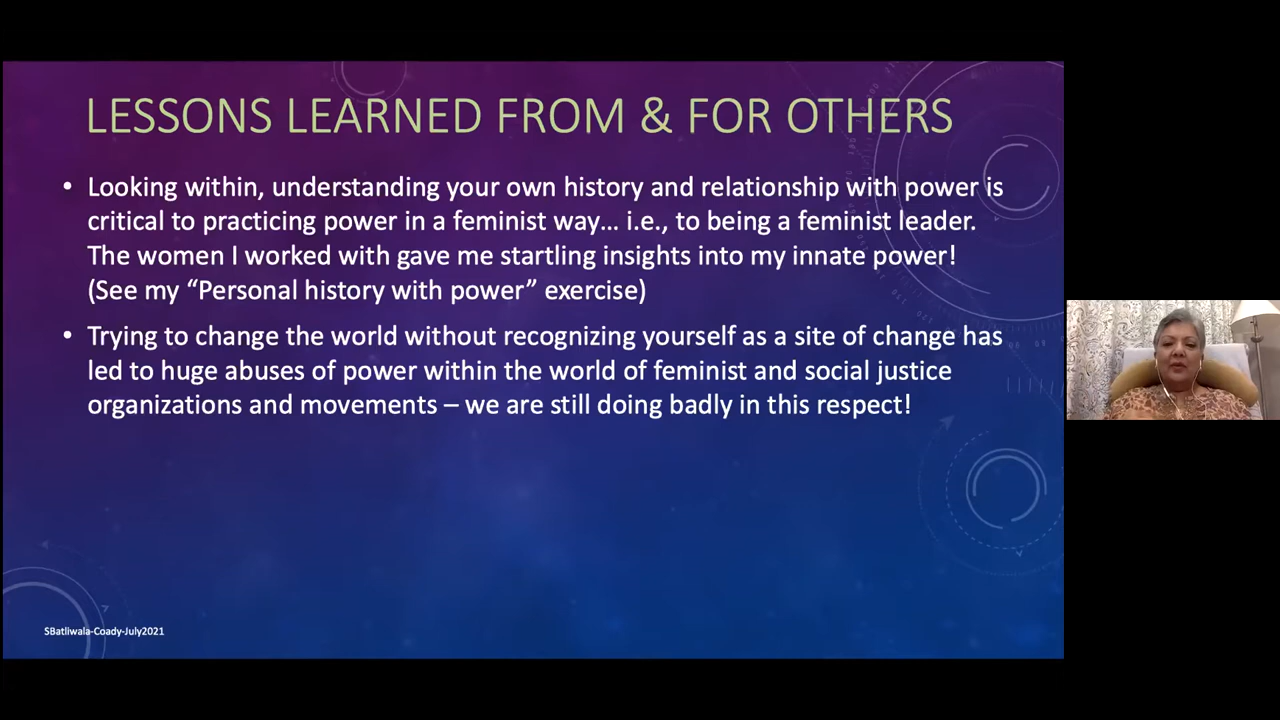 LESSONS LEARNED FROM & FOR OTHERS
• Looking within, understanding your own history and relationship with power is
critical to practicing power in a feminist way... i.e., to being a feminist leader.
The women I worked with gave me startling insights into my innate power!
(See my “Personal history with power” exercise)
• Trying to change the world without recognizing yourself as a site of change has
led to huge abuses of power within the world of feminist and social justice
organizations and movements – we are still doing badly in this respect!
SBatliwala-Coady-July2021